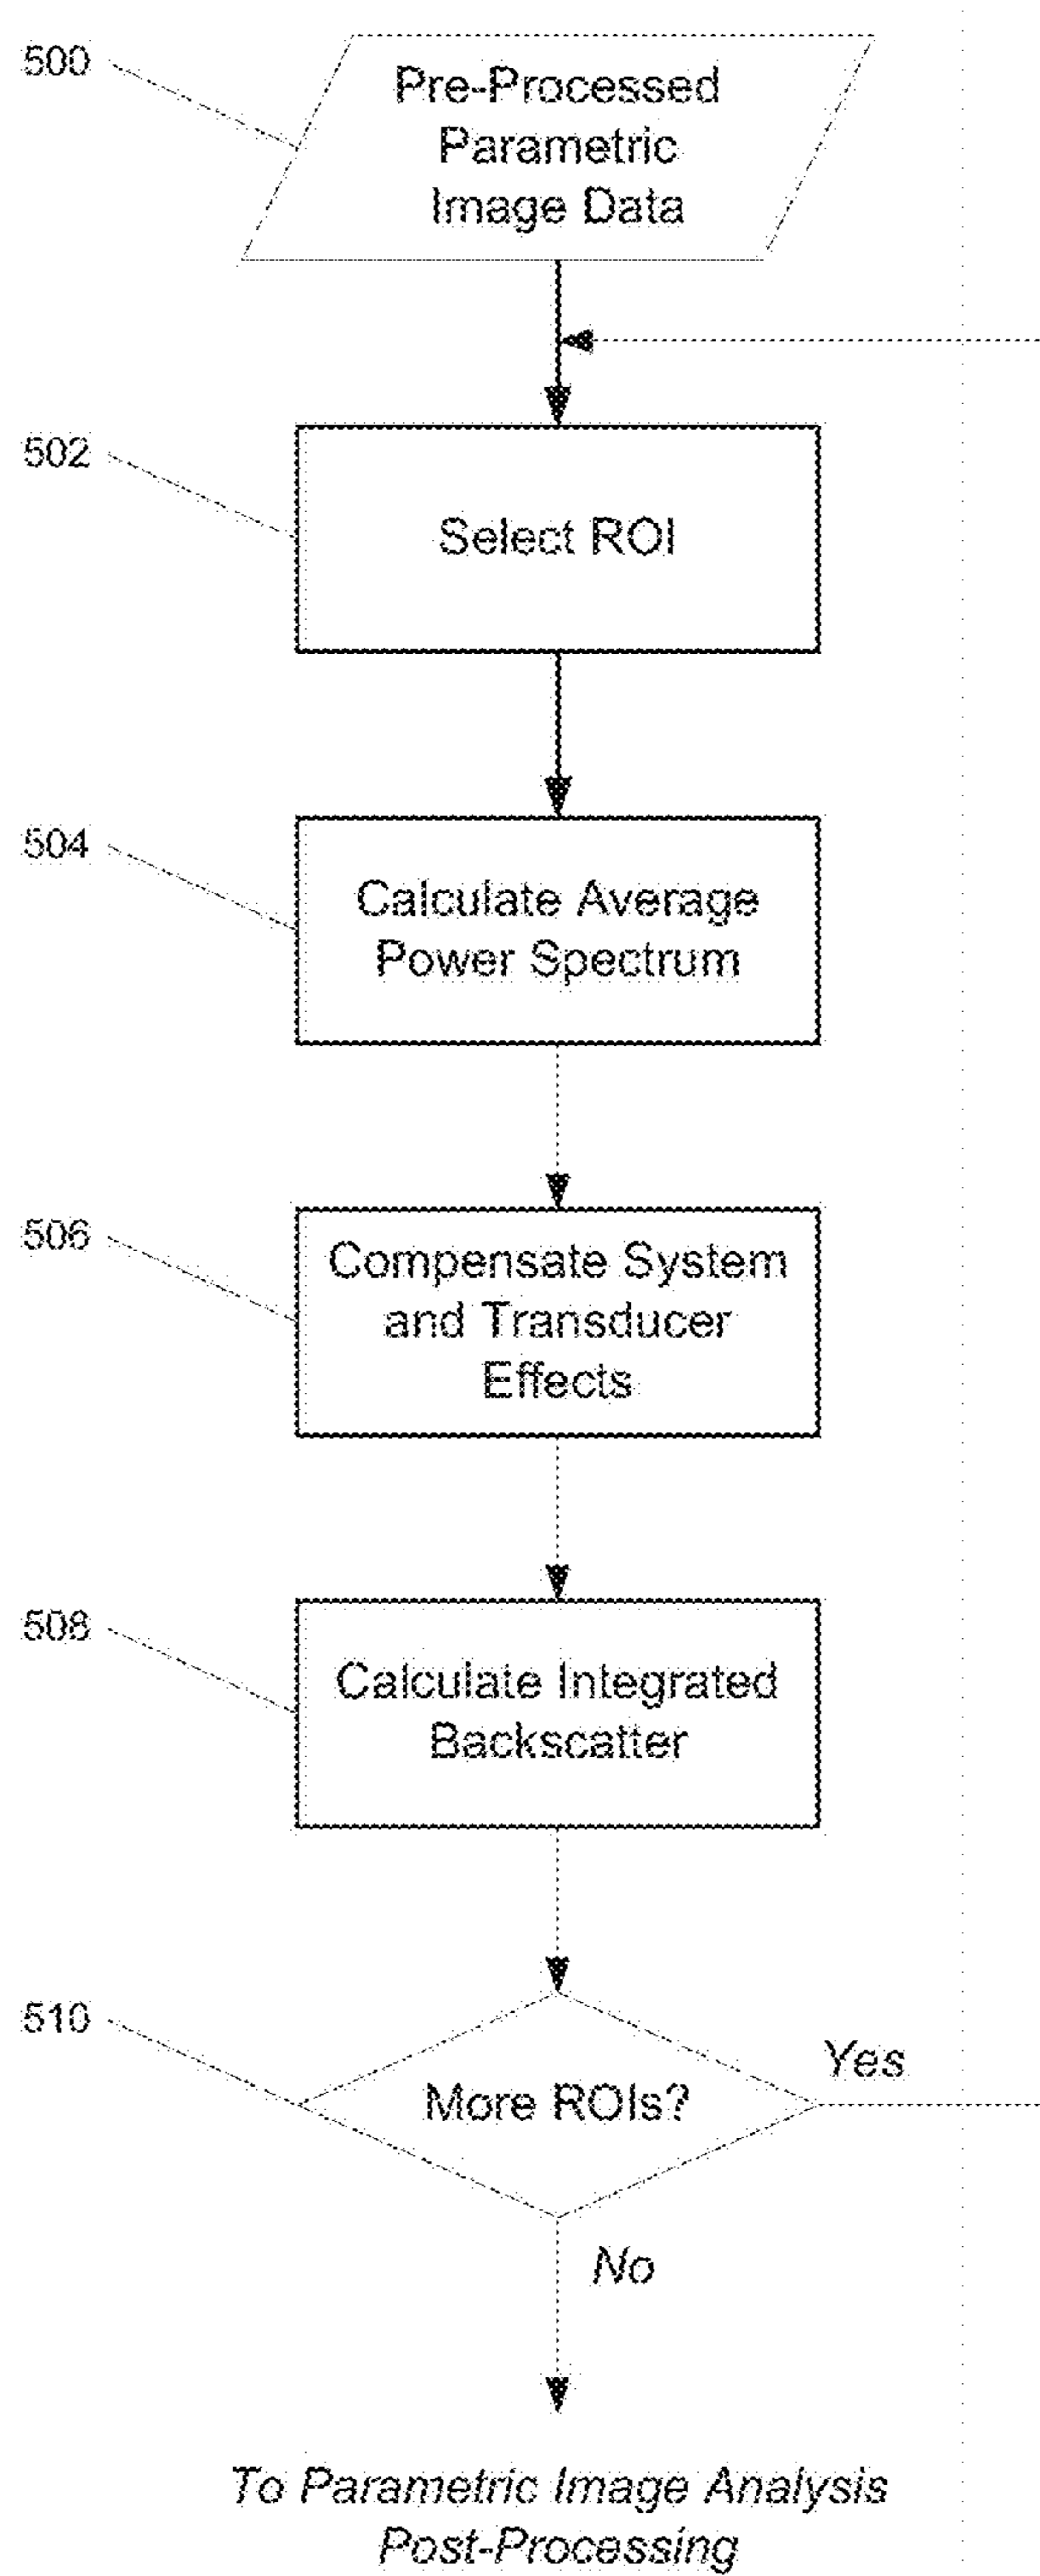 500
Pre-Processed
Parametric
Image Data
502
Select ROI
504
Calculate Average
Power Spectrum
506
Compensate System
and Transducer
Effects
508
Calculate Integrated
Backscatter
510
More ROIs?
Yes
No
To Parametric Image Analysis
Post-Processing